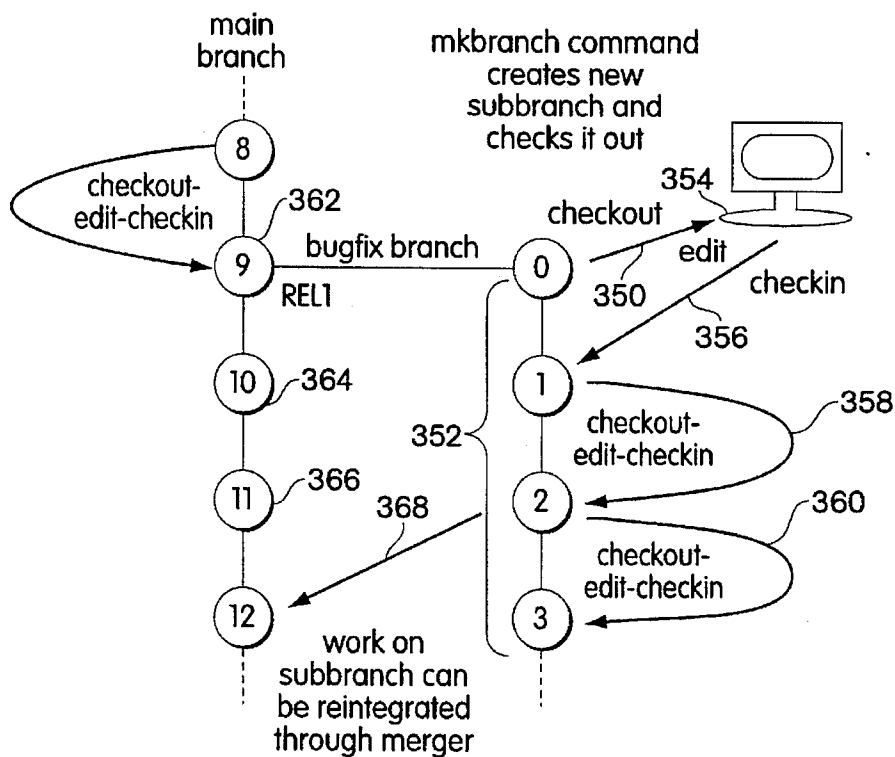 main
branch
mkbranch command
creates new
subbranch and
checks it out
8
checkout-
edit-checkin
362
354
checkout
9
bugfix branch
0
edit
REL1
350
checkin
356
10
364
1
358
352
checkout-
edit-checkin
11
366
368
2
360
checkout-
edit-checkin
12
3
work on
subbranch can
be reintegrated
through merger